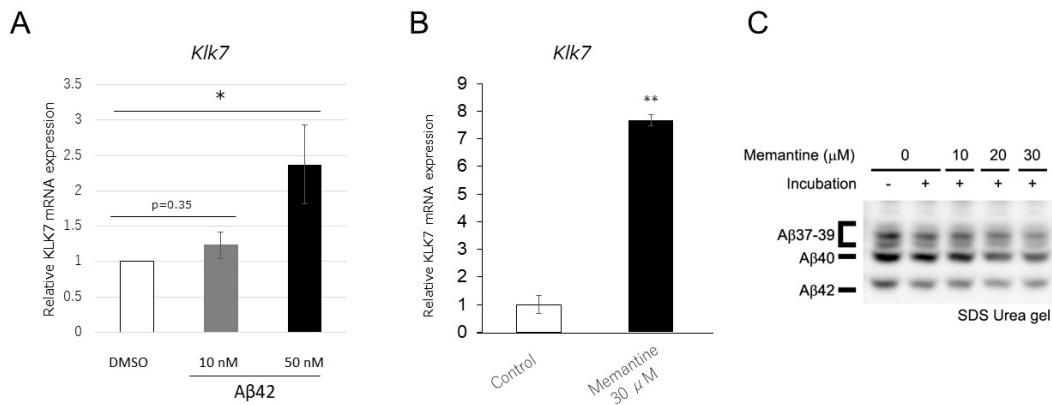 A
Klk7
Relative KLK7 mRNA expression
3.5
3
2.5
2
1.5
1
0.5
0
*
p=0.35
DMSO
10 nM
50 nM
Aβ42
B
Klk7
Relative KLK7 mRNA expression
9
8
7
6
5
4
3
2
1
0
**
Control
Memantine
30 μM
C
Memantine (μM) 0 10 20 30
Incubation - + + + +
Aβ37-39
Aβ40
Aβ42
SDS Urea gel